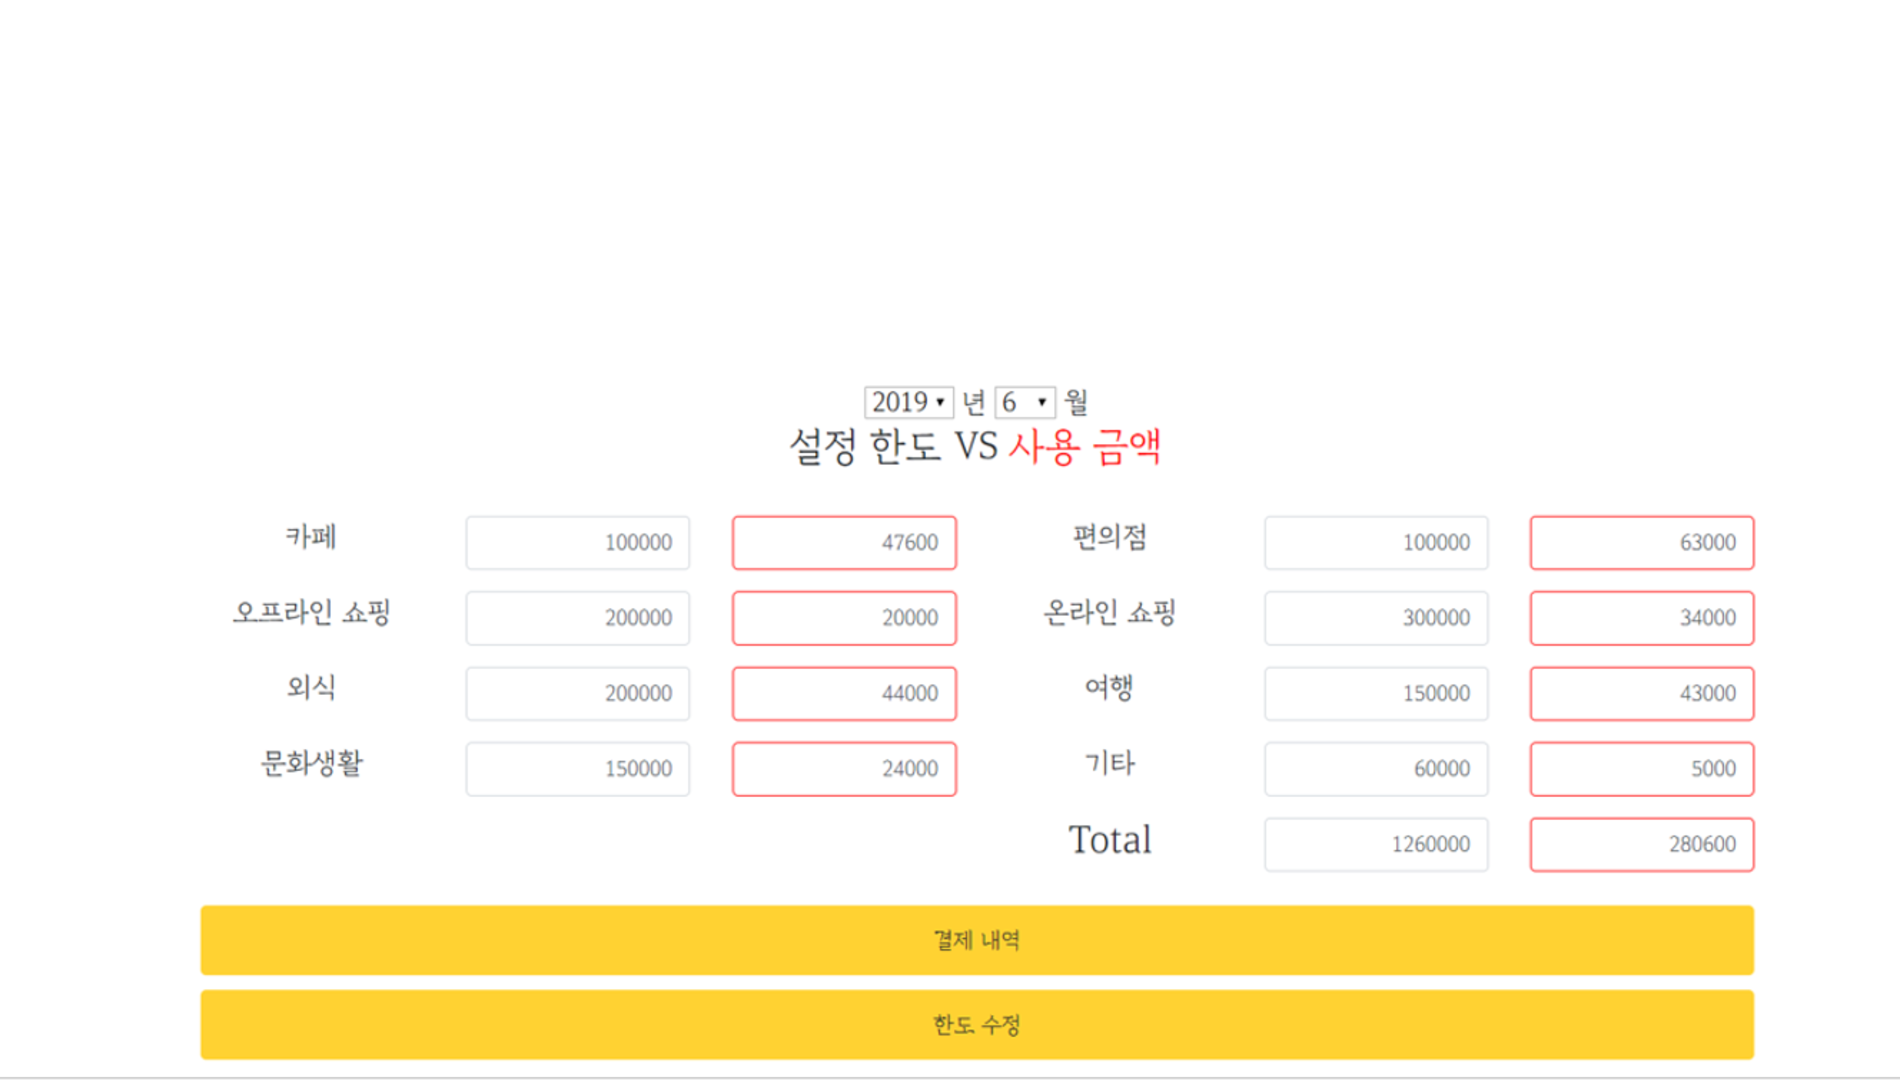 2019 년 6 월
설정 한도 VS 사용 금액
카페 100000 47600 편의점 100000 63000
오프라인 쇼핑 200000 20000 온라인 쇼핑 300000 34000
외식 200000 44000 여행 150000 43000
문화생활 150000 24000 기타 60000 5000
Total 1260000 280600
결제 내역
한도 수정